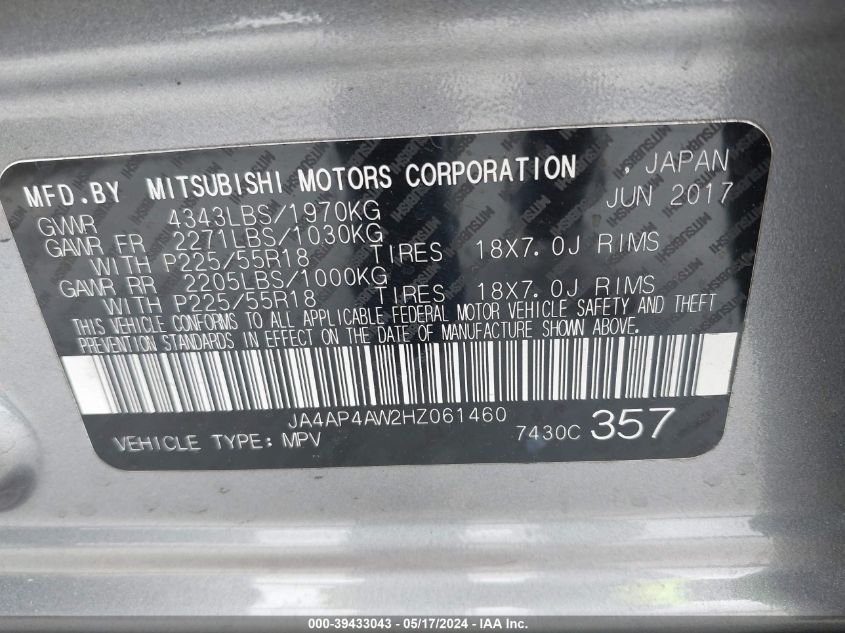 MFD.BY MITSUBISHI MOTORS CORPORATION , JAPAN
JUN 2017
GVWR 4343LBS/1970KG
GAWR FR 2271LBS/1030KG
WITH P225/55R18 TIRES 18X7.0J RIMS
GAWR RR 2205LBS/1000KG
WITH P225/55R18 TIRES 18X7.0J RIMS
THIS VEHICLE CONFORMS TO ALL APPLICABLE FEDERAL MOTOR VEHICLE SAFETY AND THEFT
PREVENTION STANDARDS IN EFFECT ON THE DATE OF MANUFACTURE SHOWN ABOVE.
JA4AP4AW2HZ061460
VEHICLE TYPE: MPV 7430C 357
000-39433043 - 05/17/2024 - IAA Inc.